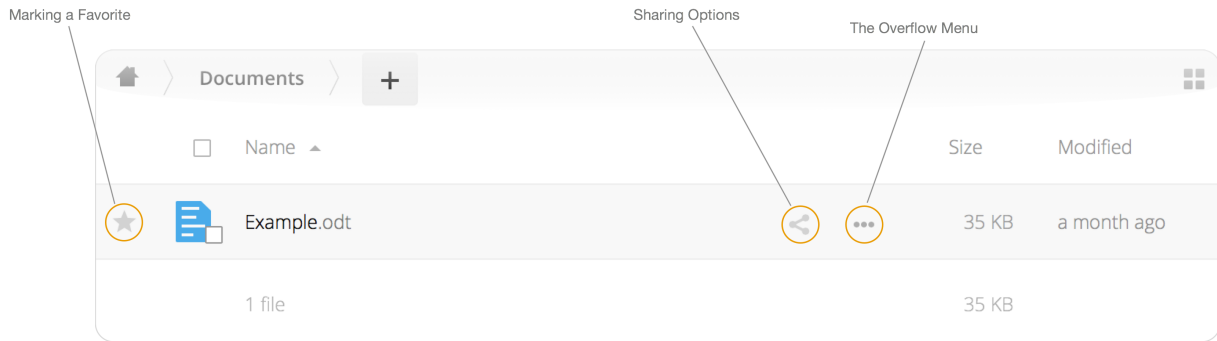 Marking a Favorite
Sharing Options
The Overflow Menu
Documents
+
Name Size Modified
Example.odt 35 KB a month ago
1 file 35 KB